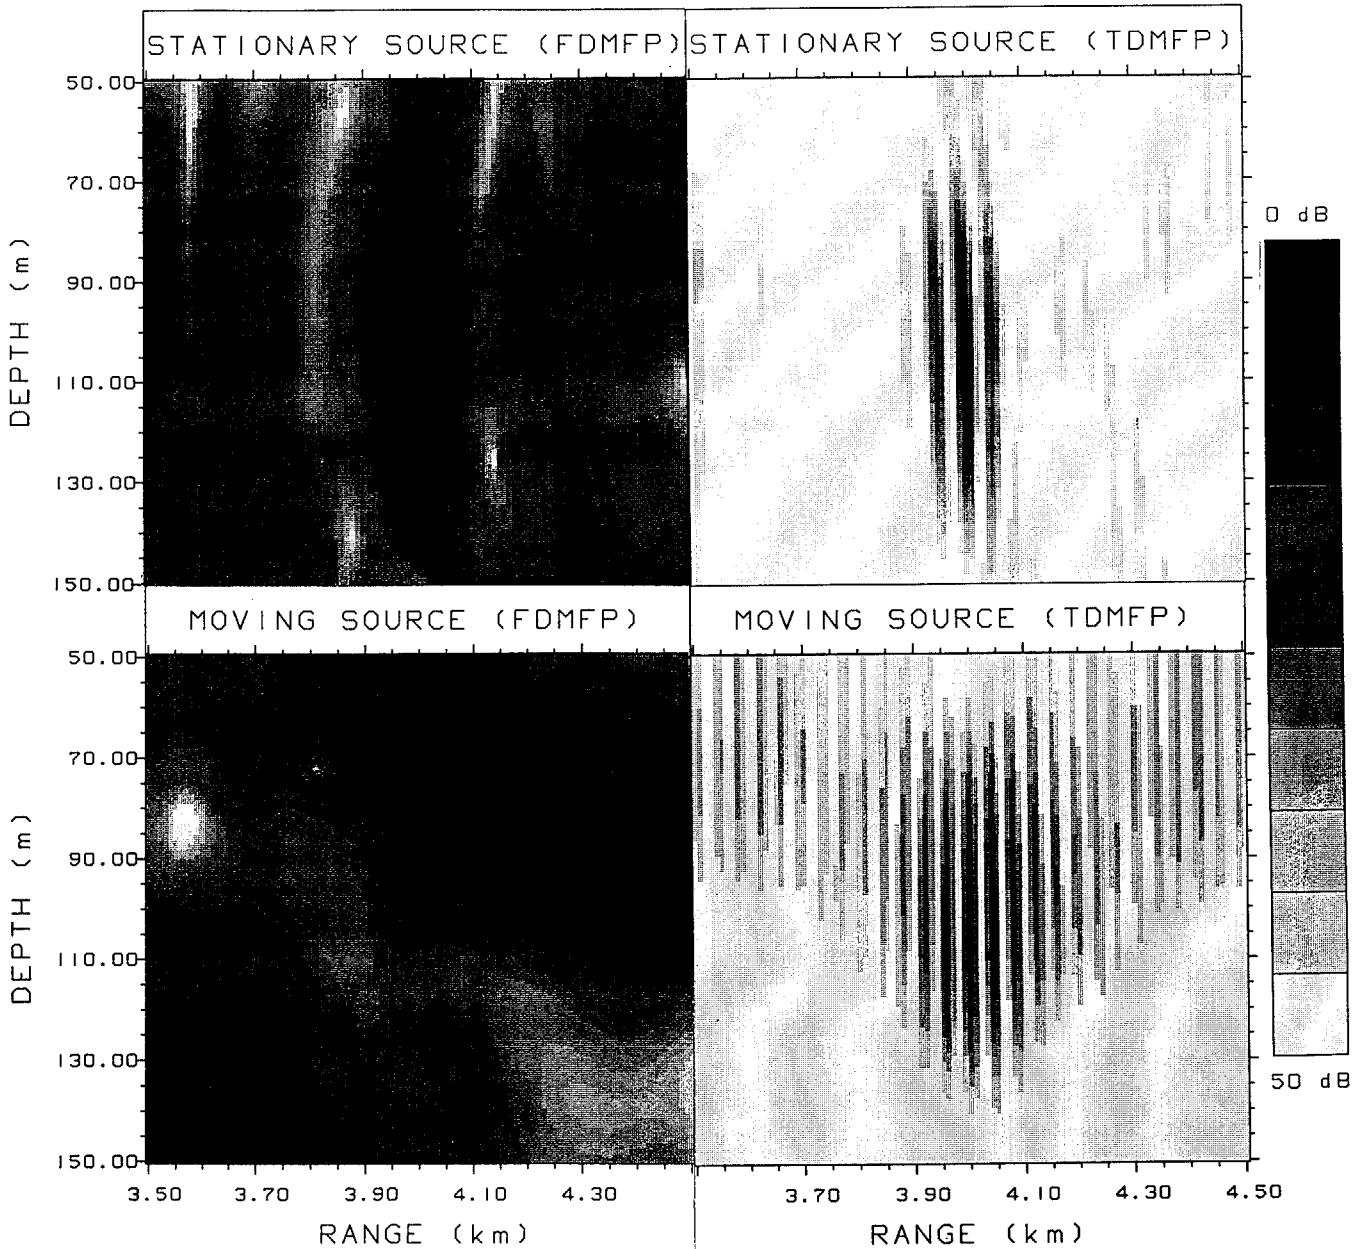 STATIONARY SOURCE (FDMFP)
STATIONARY SOURCE (TDMFP)
50.00
70.00
90.00
110.00
130.00
150.00
DEPTH (m)
0 dB
50 dB
MOVING SOURCE (FDMFP)
MOVING SOURCE (TDMFP)
50.00
70.00
90.00
110.00
130.00
150.00
DEPTH (m)
3.50 3.70 3.90 4.10 4.30
3.70 3.90 4.10 4.30 4.50
RANGE (km)
RANGE (km)